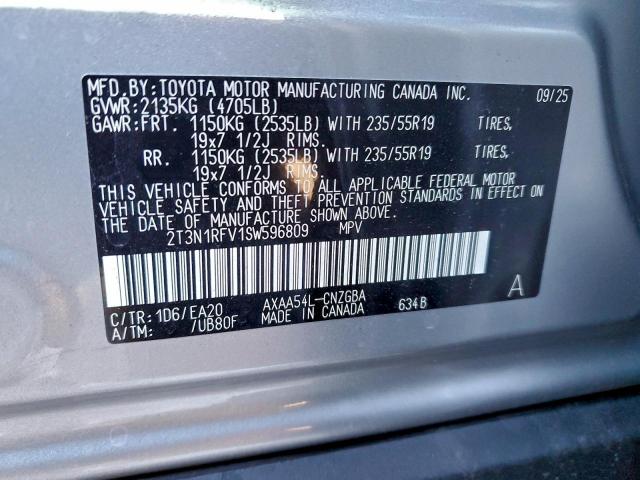 MFD.BY:TOYOTA MOTOR MANUFACTURING CANADA INC. 09/25
GVWR:2135KG (4705LB)
GAWR:FRT. 1150KG (2535LB) WITH 235/55R19 TIRES,
19x7 1/2J RIMS.
RR. 1150KG (2535LB) WITH 235/55R19 TIRES,
19x7 1/2J RIMS.
THIS VEHICLE CONFORMS TO ALL APPLICABLE FEDERAL MOTOR
VEHICLE SAFETY AND THEFT PREVENTION STANDARDS IN EFFECT ON
THE DATE OF MANUFACTURE SHOWN ABOVE.
2T3N1RFV1SW596809 MPV
C/TR:1D6/EA20 AXAA54L-CNZGBA A
A/TM: /UB80F MADE IN CANADA 634B